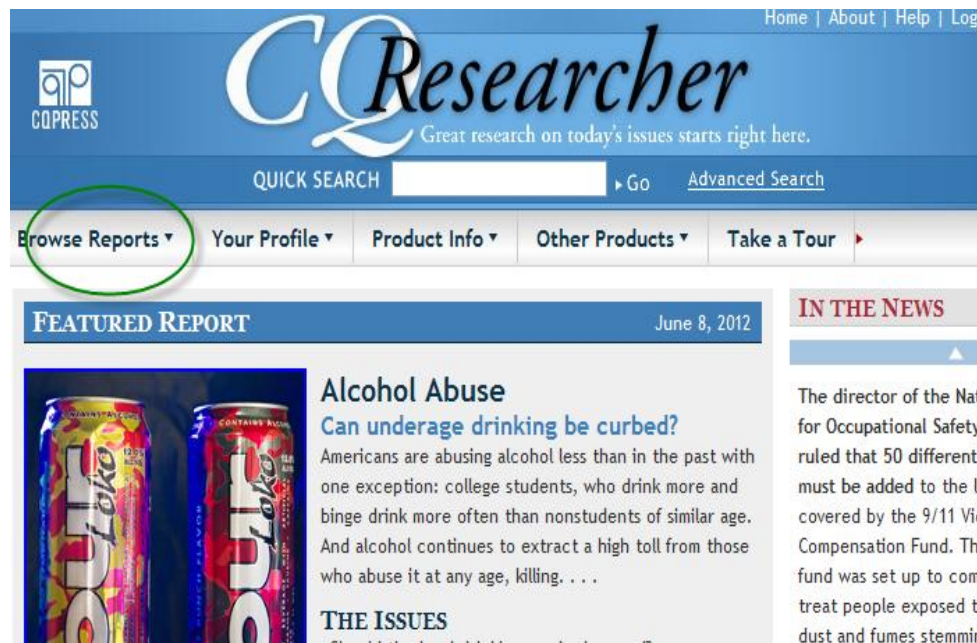 Home | About | Help | Log
CQPRESS
CQResearcher
Great research on today's issues starts right here.
QUICK SEARCH
Go Advanced Search
Browse Reports Your Profile Product Info Other Products Take a Tour
FEATURED REPORT June 8, 2012
CONTAINS ALCOHOL
CONTAINS ALCO
Loko
Loko
Alcohol Abuse
Can underage drinking be curbed?
Americans are abusing alcohol less than in the past with
one exception: college students, who drink more and
binge drink more often than nonstudents of similar age.
And alcohol continues to extract a high toll from those
who abuse it at any age, killing. . . .
THE ISSUES
IN THE NEWS
The director of the Nat
for Occupational Safety
ruled that 50 different
must be added to the l
covered by the 9/11 Vi
Compensation Fund. Th
fund was set up to com
treat people exposed t
dust and fumes stemmi